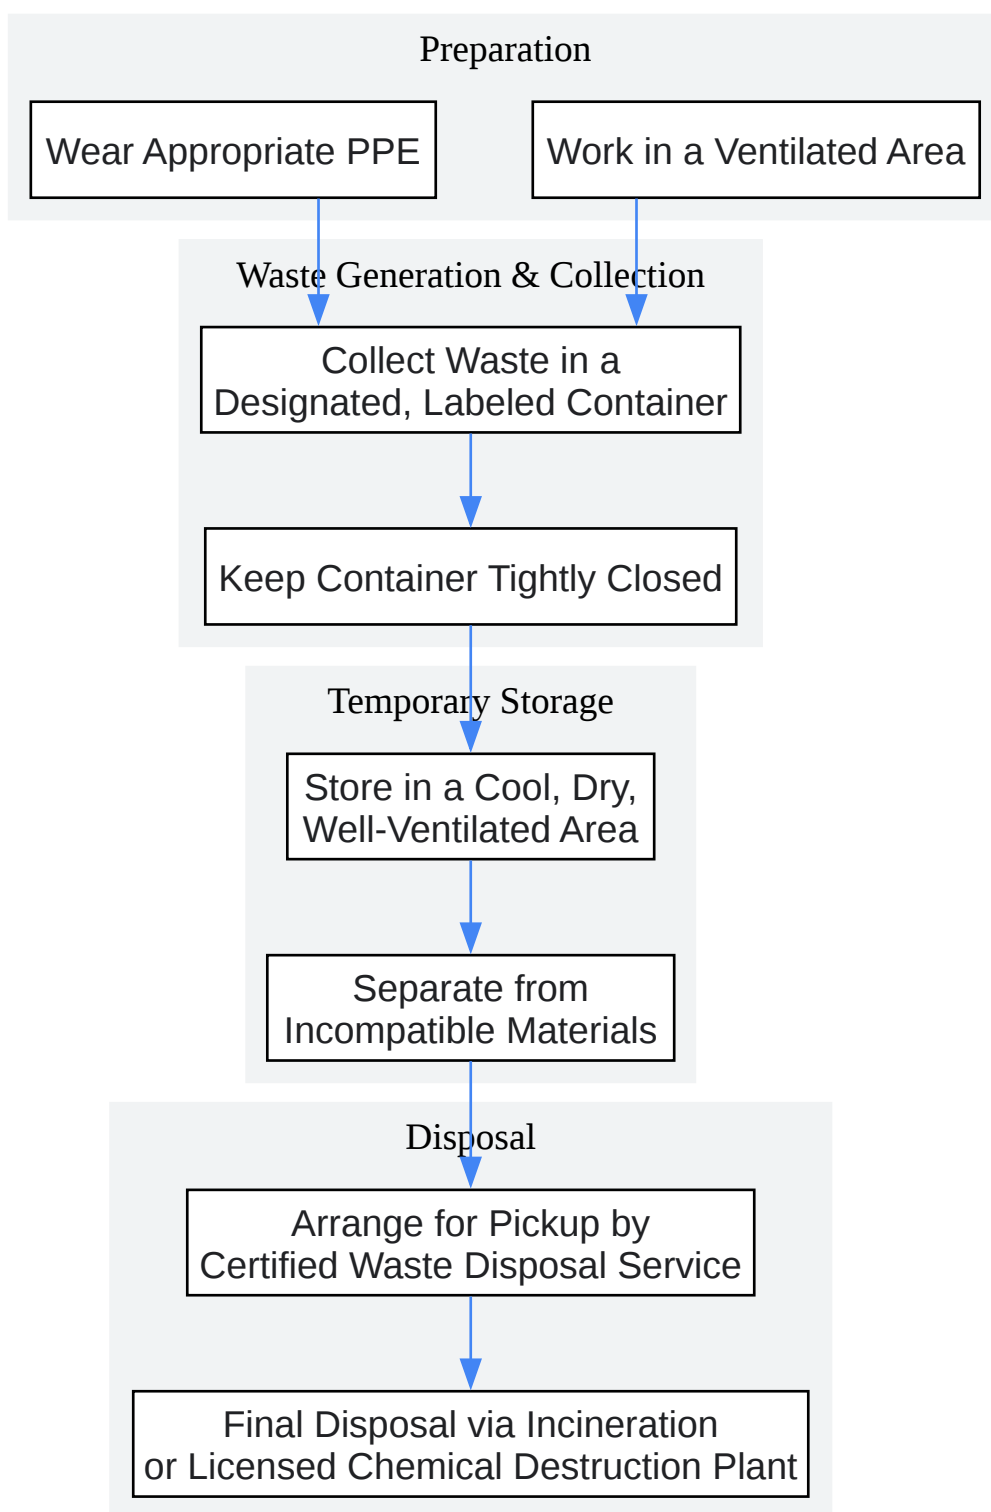 Preparation
Wear Appropriate PPE
Work in a Ventilated Area
Waste Generation & Collection
Collect Waste in a
Designated, Labeled Container
Keep Container Tightly Closed
Temporary Storage
Store in a Cool, Dry,
Well-Ventilated Area
Separate from
Incompatible Materials
Disposal
Arrange for Pickup by
Certified Waste Disposal Service
Final Disposal via Incineration
or Licensed Chemical Destruction Plant